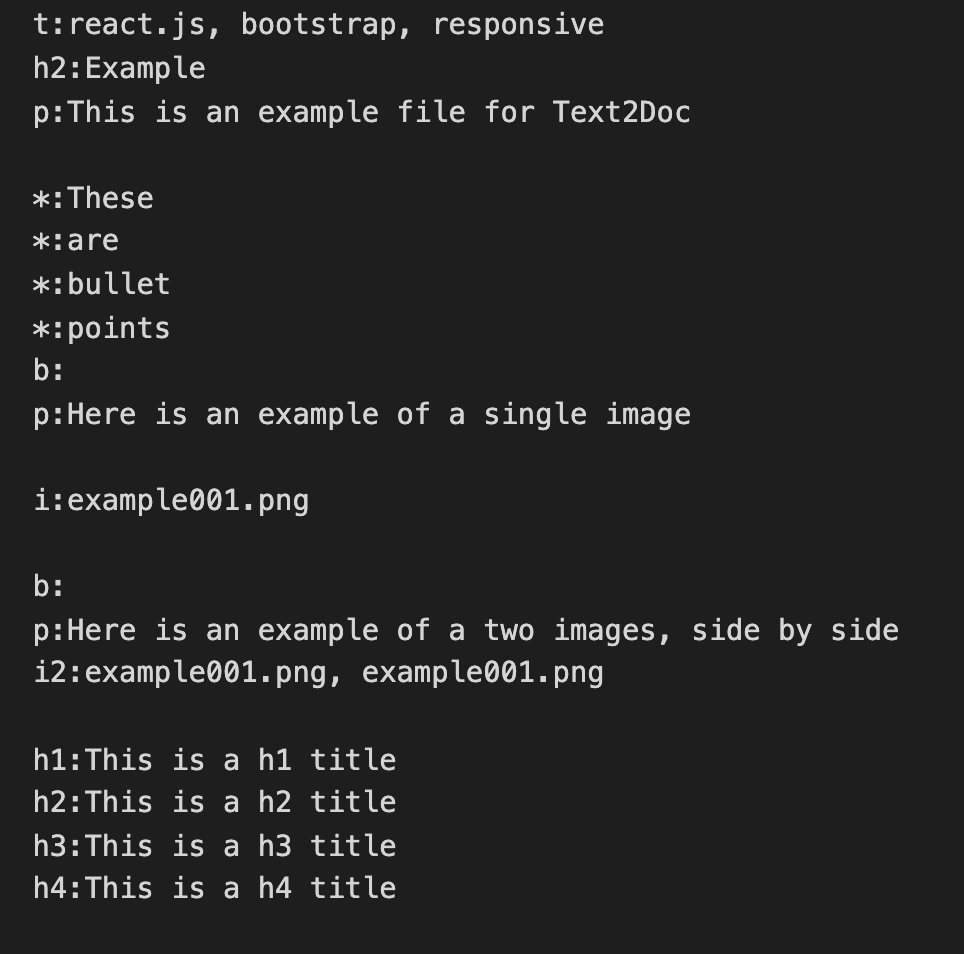 t:react.js, bootstrap, responsive
h2:Example
p:This is an example file for Text2Doc
*:These
*:are
*:bullet
*:points
b:
p:Here is an example of a single image
i:example001.png
b:
p:Here is an example of a two images, side by side
i2:example001.png, example001.png
h1:This is a h1 title
h2:This is a h2 title
h3:This is a h3 title
h4:This is a h4 title